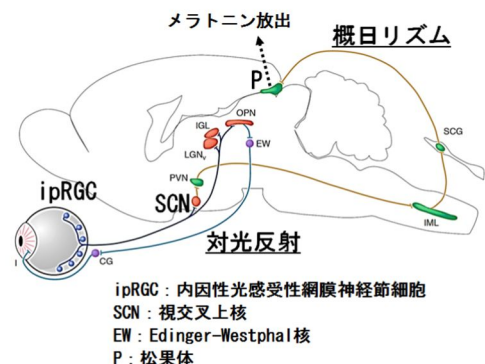 メラトニン放出
概日リズム
P
OPN
IGL
EW
LGNv
SCG
PVN
ipRGC
SCN
IML
対光反射
I
CG
ipRGC：内因性光感受性網膜神経節細胞
SCN：視交叉上核
EW：Edinger-Westphal核
P：松果体